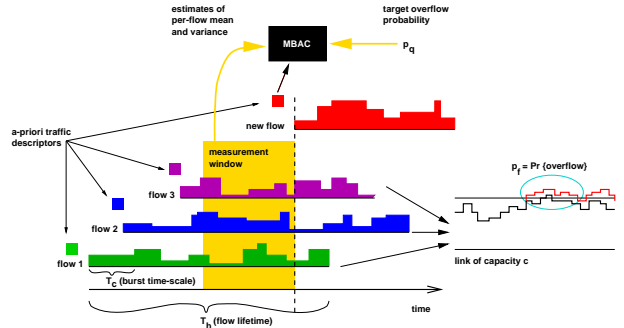 estimates of
per-flow mean
and variance
target overflow
probability
MBAC
p_q
new flow
a-priori traffic
descriptors
measurement
window
p_f = Pr {overflow}
flow 3
flow 2
flow 1
link of capacity c
T_c (burst time-scale)
time
T_h (flow lifetime)